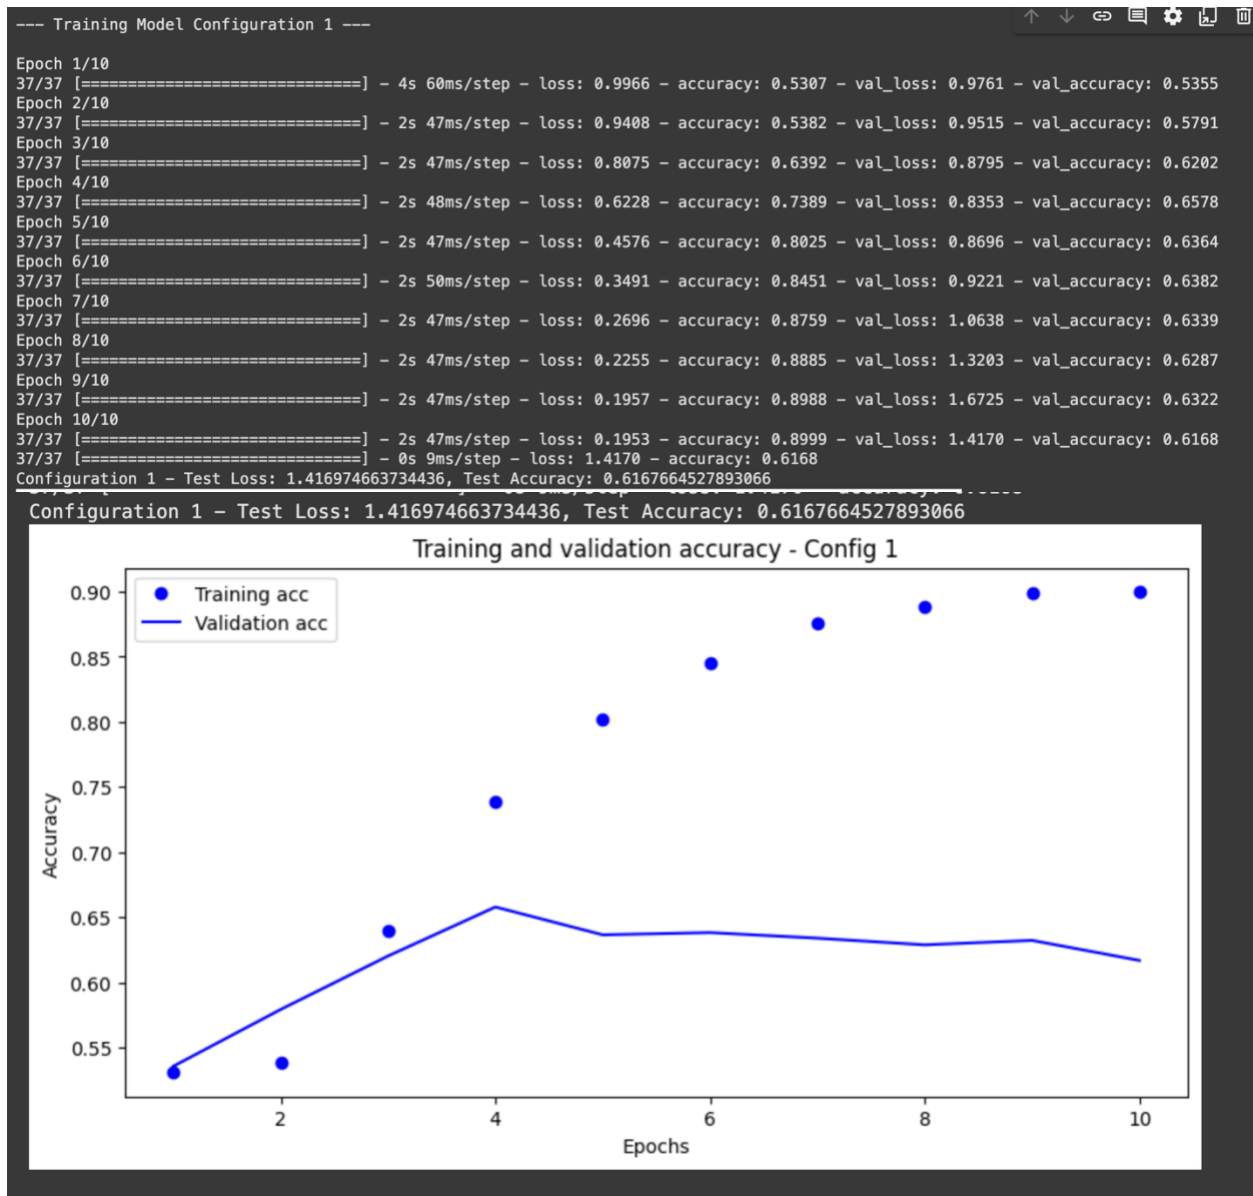 --- Training Model Configuration 1 ---
Epoch 1/10
37/37 [==============================] - 4s 60ms/step - loss: 0.9966 - accuracy: 0.5307 - val_loss: 0.9761 - val_accuracy: 0.5355
Epoch 2/10
37/37 [==============================] - 2s 47ms/step - loss: 0.9408 - accuracy: 0.5382 - val_loss: 0.9515 - val_accuracy: 0.5791
Epoch 3/10
37/37 [==============================] - 2s 47ms/step - loss: 0.8075 - accuracy: 0.6392 - val_loss: 0.8795 - val_accuracy: 0.6202
Epoch 4/10
37/37 [==============================] - 2s 48ms/step - loss: 0.6228 - accuracy: 0.7389 - val_loss: 0.8353 - val_accuracy: 0.6578
Epoch 5/10
37/37 [==============================] - 2s 47ms/step - loss: 0.4576 - accuracy: 0.8025 - val_loss: 0.8696 - val_accuracy: 0.6364
Epoch 6/10
37/37 [==============================] - 2s 50ms/step - loss: 0.3491 - accuracy: 0.8451 - val_loss: 0.9221 - val_accuracy: 0.6382
Epoch 7/10
37/37 [==============================] - 2s 47ms/step - loss: 0.2696 - accuracy: 0.8759 - val_loss: 1.0638 - val_accuracy: 0.6339
Epoch 8/10
37/37 [==============================] - 2s 47ms/step - loss: 0.2255 - accuracy: 0.8885 - val_loss: 1.3203 - val_accuracy: 0.6287
Epoch 9/10
37/37 [==============================] - 2s 47ms/step - loss: 0.1957 - accuracy: 0.8988 - val_loss: 1.6725 - val_accuracy: 0.6322
Epoch 10/10
37/37 [==============================] - 2s 47ms/step - loss: 0.1953 - accuracy: 0.8999 - val_loss: 1.4170 - val_accuracy: 0.6168
37/37 [==============================] - 0s 9ms/step - loss: 1.4170 - accuracy: 0.6168
Configuration 1 - Test Loss: 1.416974663734436, Test Accuracy: 0.6167664527893066
Configuration 1 - Test Loss: 1.416974663734436, Test Accuracy: 0.6167664527893066
Training and validation accuracy - Config 1
Training acc
Validation acc
0.90
0.85
0.80
0.75
0.70
0.65
0.60
0.55
Accuracy
2 4 6 8 10
Epochs